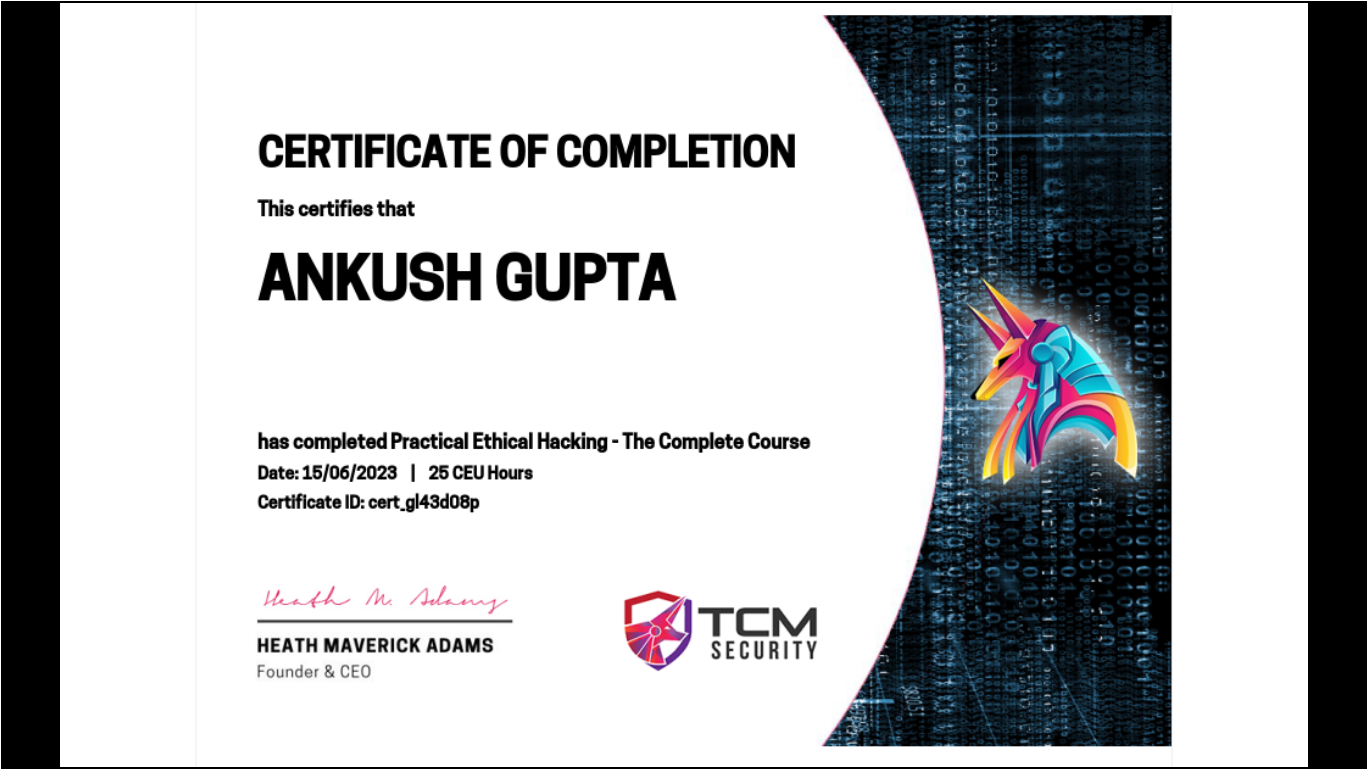 CERTIFICATE OF COMPLETION
This certifies that
ANKUSH GUPTA
has completed Practical Ethical Hacking - The Complete Course
Date: 15/06/2023 | 25 CEU Hours
Certificate ID: cert_gl43d08p
Heath M. Adams
HEATH MAVERICK ADAMS
Founder & CEO
TCM
SECURITY